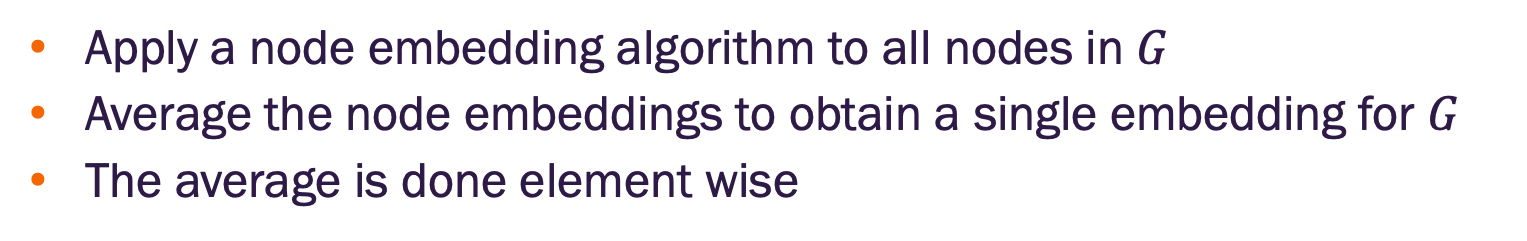 • Apply a node embedding algorithm to all nodes in G
• Average the node embeddings to obtain a single embedding for G
• The average is done element wise